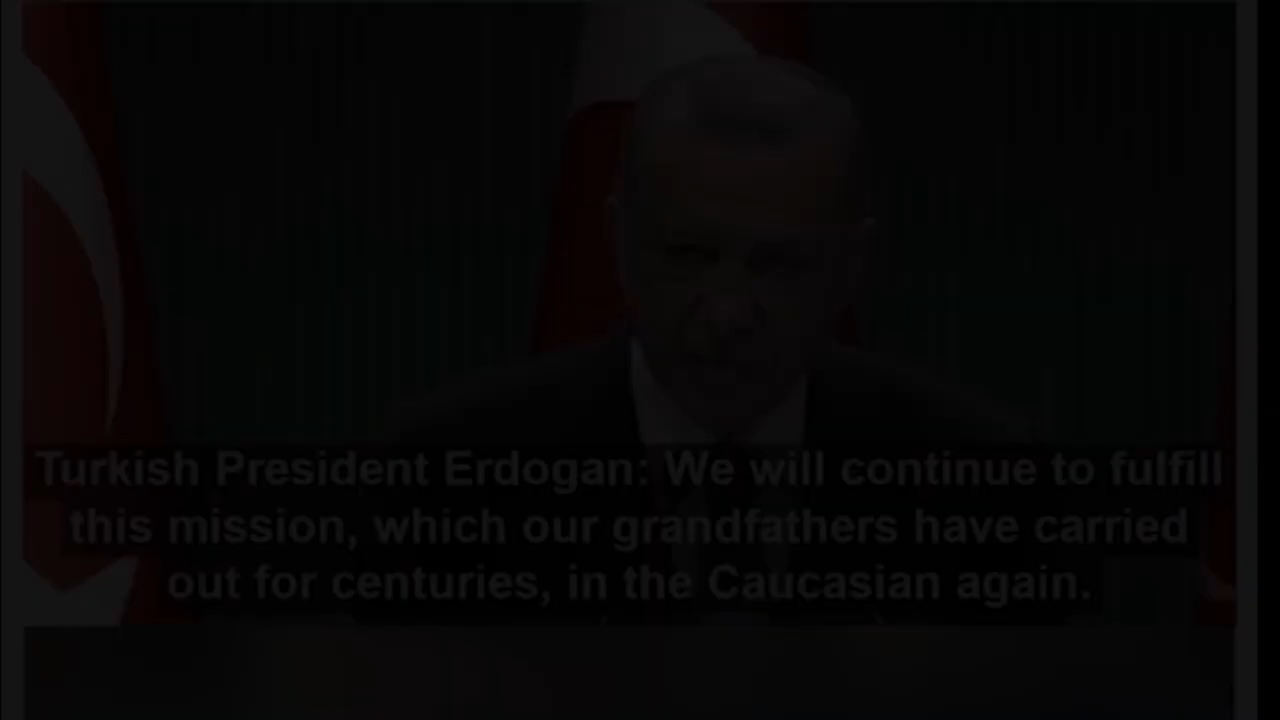 Turkish President Erdogan: We will continue to fulfill
this mission, which our grandfathers have carried
out for centuries, in the Caucasian again.